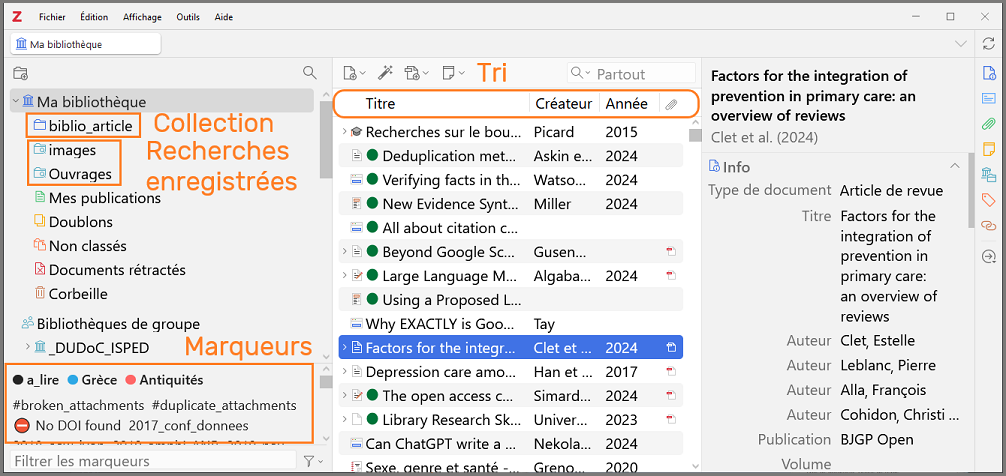 Z Fichier Édition Affichage Outils Aide
Ma bibliothèque
Ma bibliothèque
biblio_article
Collection
images
Ouvrages
Recherches
enregistrées
Mes publications
Doublons
Non classés
Documents rétractés
Corbeille
Bibliothèques de groupe
_DUDoC_ISPED
Marqueurs
a_lire Grèce Antiquités
#broken_attachments #duplicate_attachments
No DOI found 2017_conf_donnees
Filtrer les marqueurs
Tri
Partout
Titre Créateur Année
Recherches sur le bou... Picard 2015
Deduplication met... Askin e... 2024
Verifying facts in th... Watso... 2024
New Evidence Synt... Miller 2024
All about citation c...
Beyond Google Sc... Gusen...
Large Language M... Algaba... 2024
Using a Proposed L...
Why EXACTLY is Goo... Tay
Factors for the integr... Clet et ... 2024
Depression care amo... Han et ... 2017
The open access c... Simard... 2024
Library Research Sk... Univer... 2023
Can ChatGPT write a ... Nekola... 2024
Sexe, genre et santé -... Greno... 2020
Factors for the integration of
prevention in primary care: an
overview of reviews
Clet et al. (2024)
Info
Type de document Article de revue
Titre Factors for the
integration of
prevention in
primary care:
an overview of
reviews
Auteur Clet, Estelle
Auteur Leblanc, Pierre
Auteur Alla, François
Auteur Cohidon, Christi ...
Publication BJGP Open
Volume